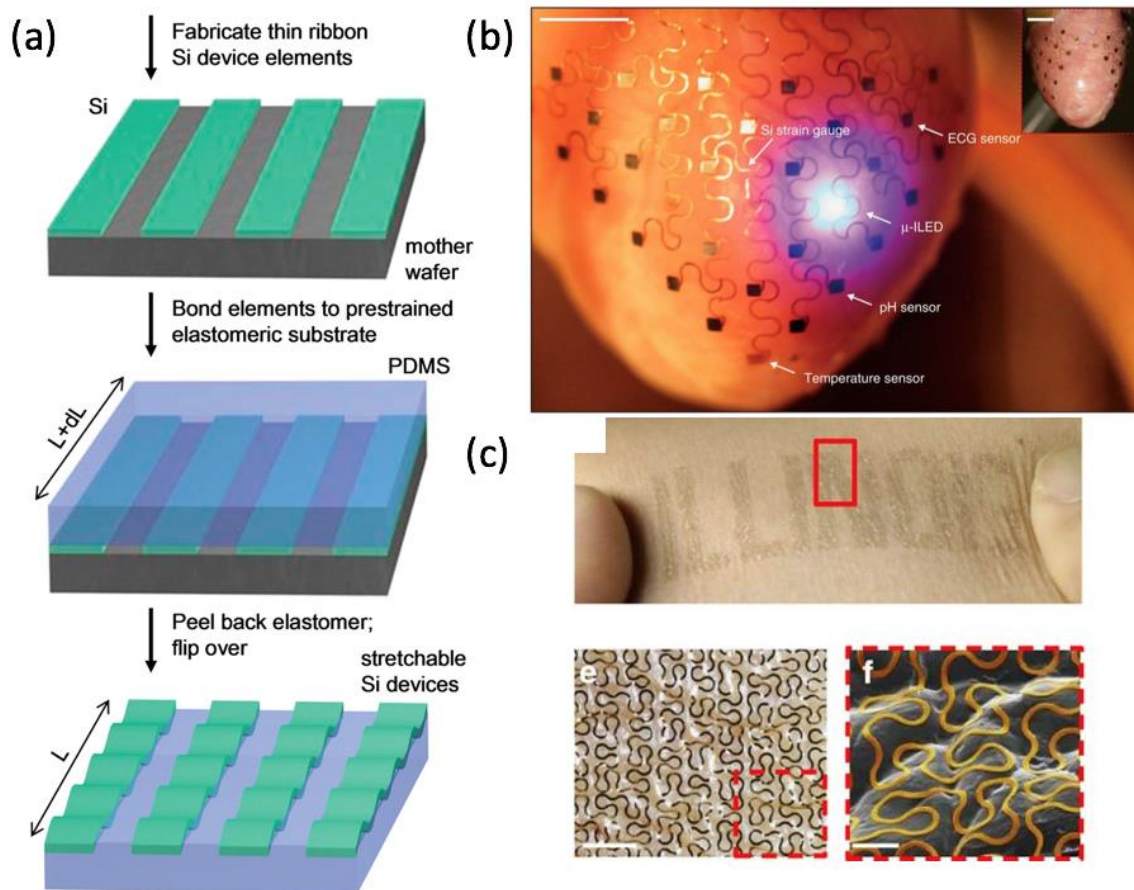 (a)
Fabricate thin ribbon
Si device elements
Si
mother
wafer
Bond elements to prestrained
elastomeric substrate
PDMS
L+dL
Peel back elastomer;
flip over
stretchable
Si devices
L
(b)
Si strain gauge
ECG sensor
μ-ILED
pH sensor
Temperature sensor
(c)
e
f